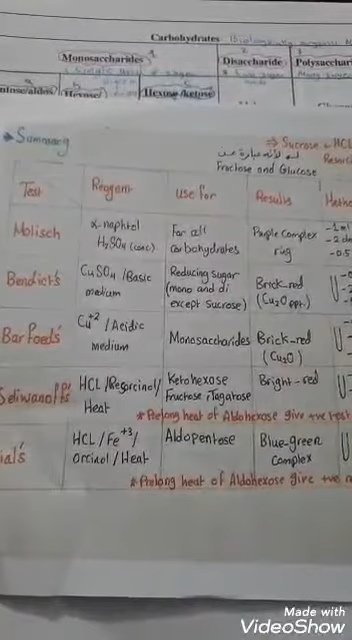 Carbohydrates
Monosaccharides
Disaccharide
Polysacchar
Hexose/ketose
Summary
⇒ Sucrose + HCL
Fructose and Glucose
Test Reagent Use For Results
Molisch α-naphtol H₂SO₄ (conc) For all carbohydrates Purple complex ring
Bendict's CuSO₄/Basic medium Reducing sugar (mono and di except sucrose) Brick-red (Cu₂O ppt.)
Barfoed's Cu⁺²/Acidic medium Monosaccharides Brick-red (Cu₂O)
Seliwanoff's HCL/Resorcinol/ Heat Ketohexose Fructose, Tagatose Bright-red
* Prelong heat of Aldohexose give +ve
ial's HCL/Fe⁺³/ orcinol/Heat Aldopentose Blue-green complex
* Prelong heat of Aldohexose give +ve
Made with
VideoShow